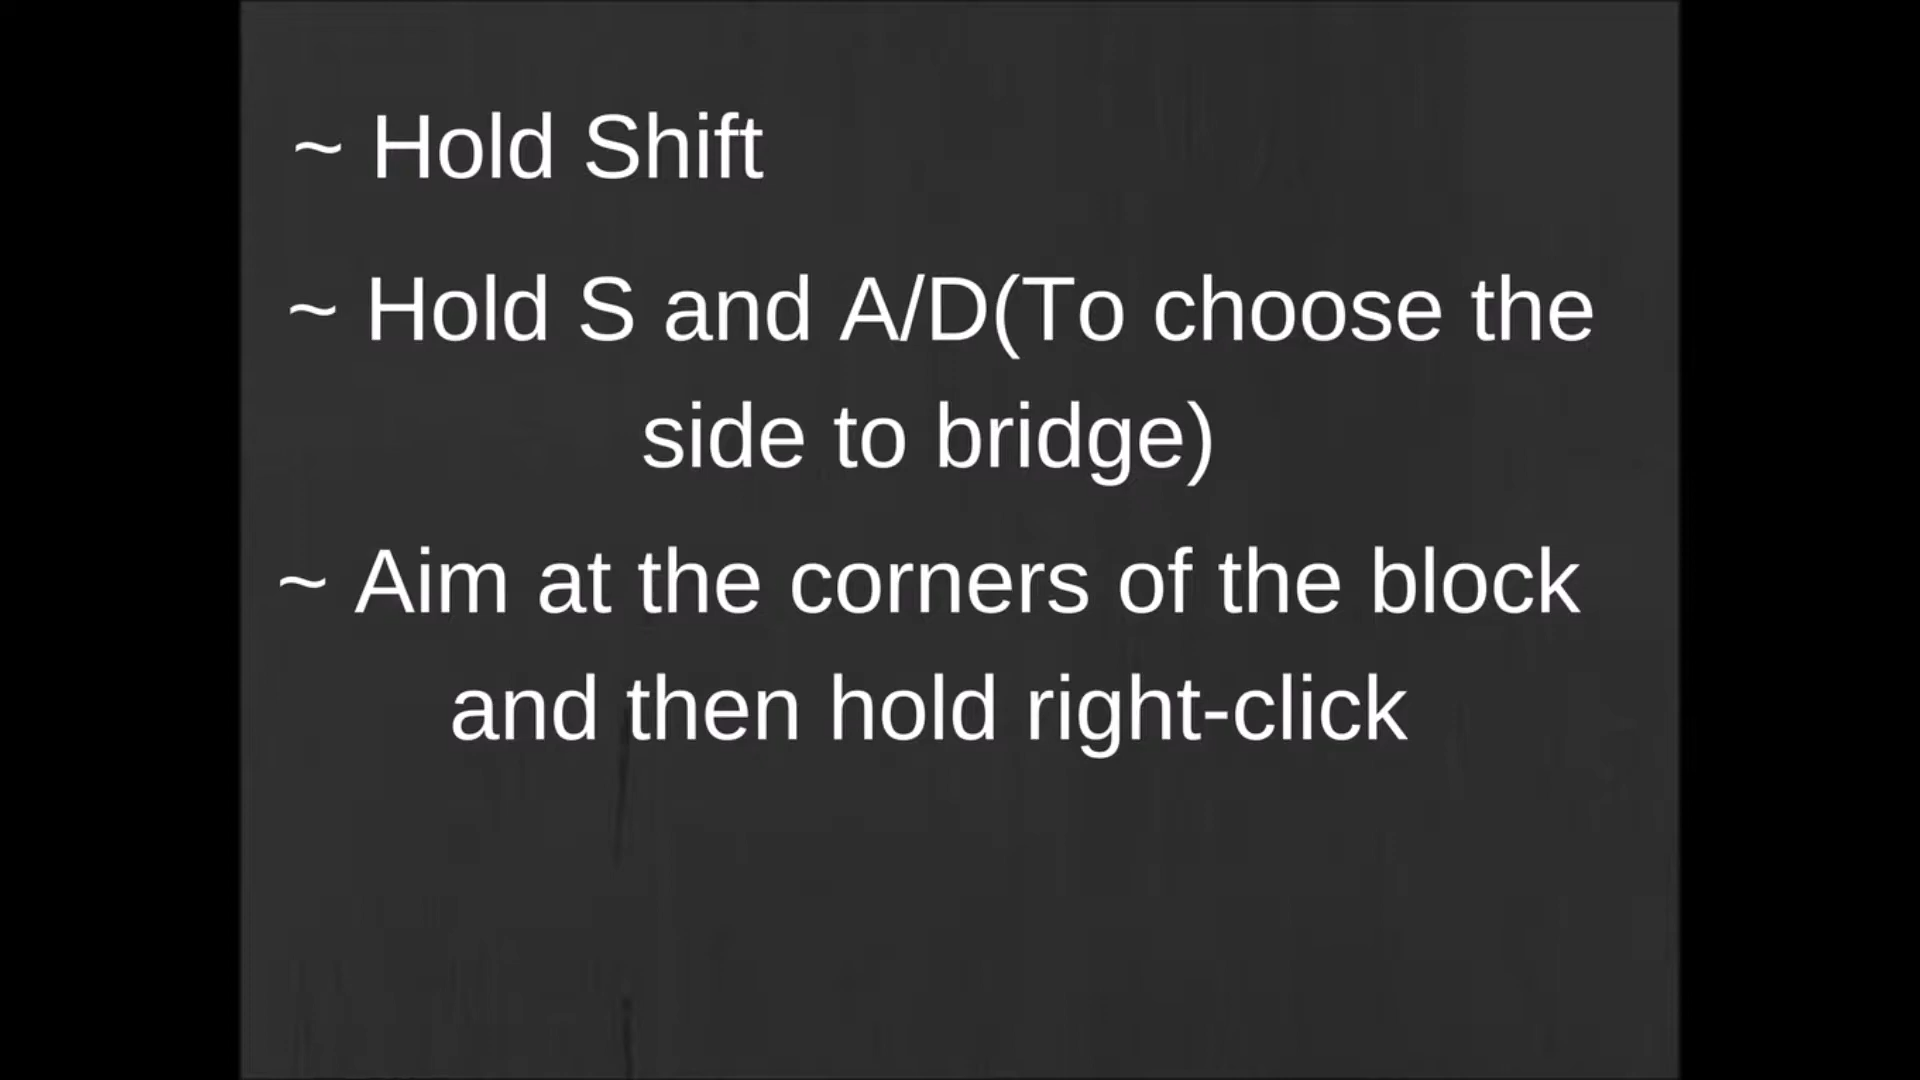 ~ Hold Shift
~ Hold S and A/D(To choose the
side to bridge)
~ Aim at the corners of the block
and then hold right-click